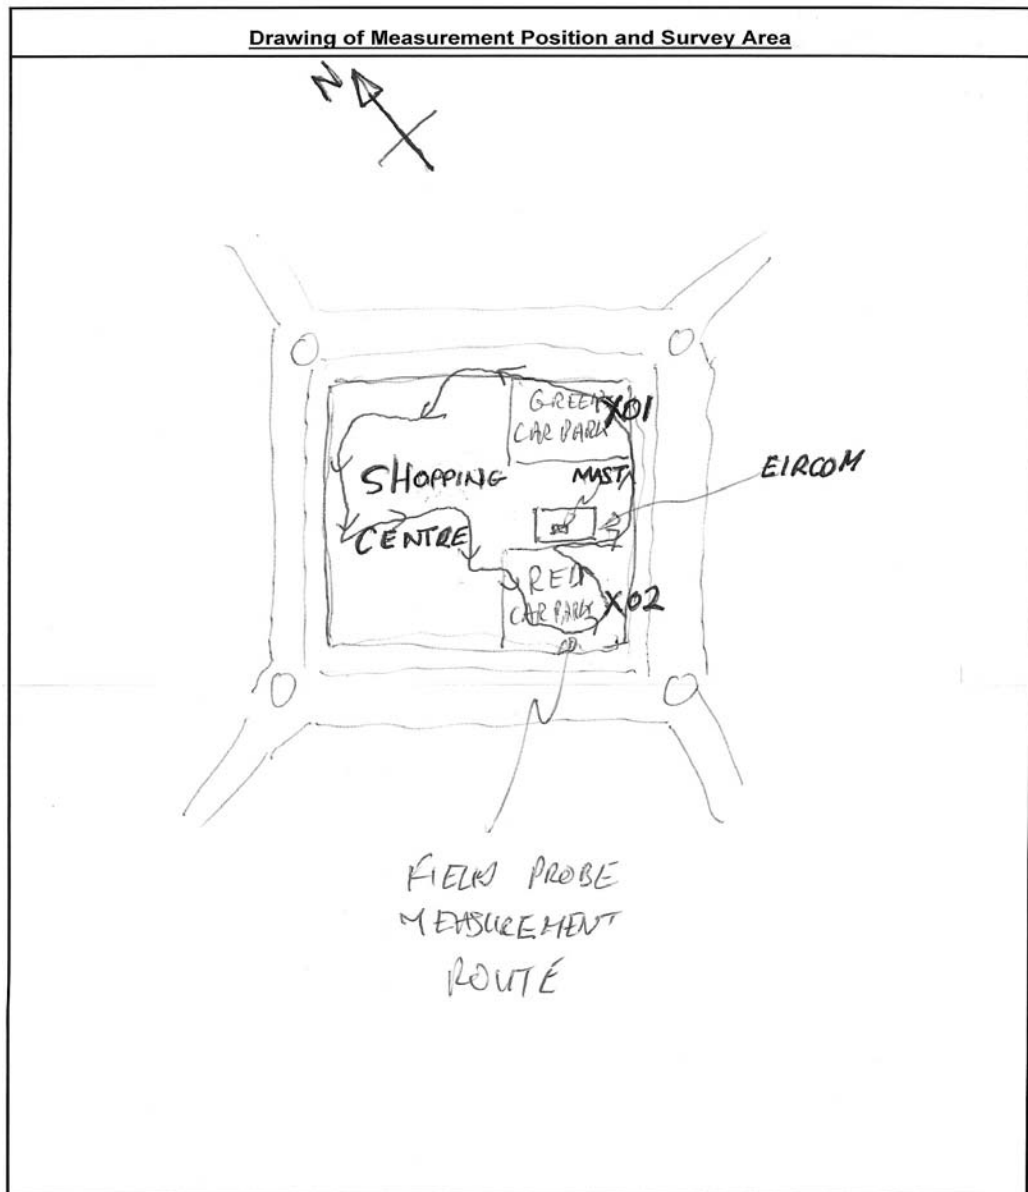 Drawing of Measurement Position and Survey Area
N
GREEN X01
CAR PARK
SHOPPING
MAST
EIRCOM
CENTRE
RED
CAR PARK X02
FIELD PROBE
MEASUREMENT
ROUTE